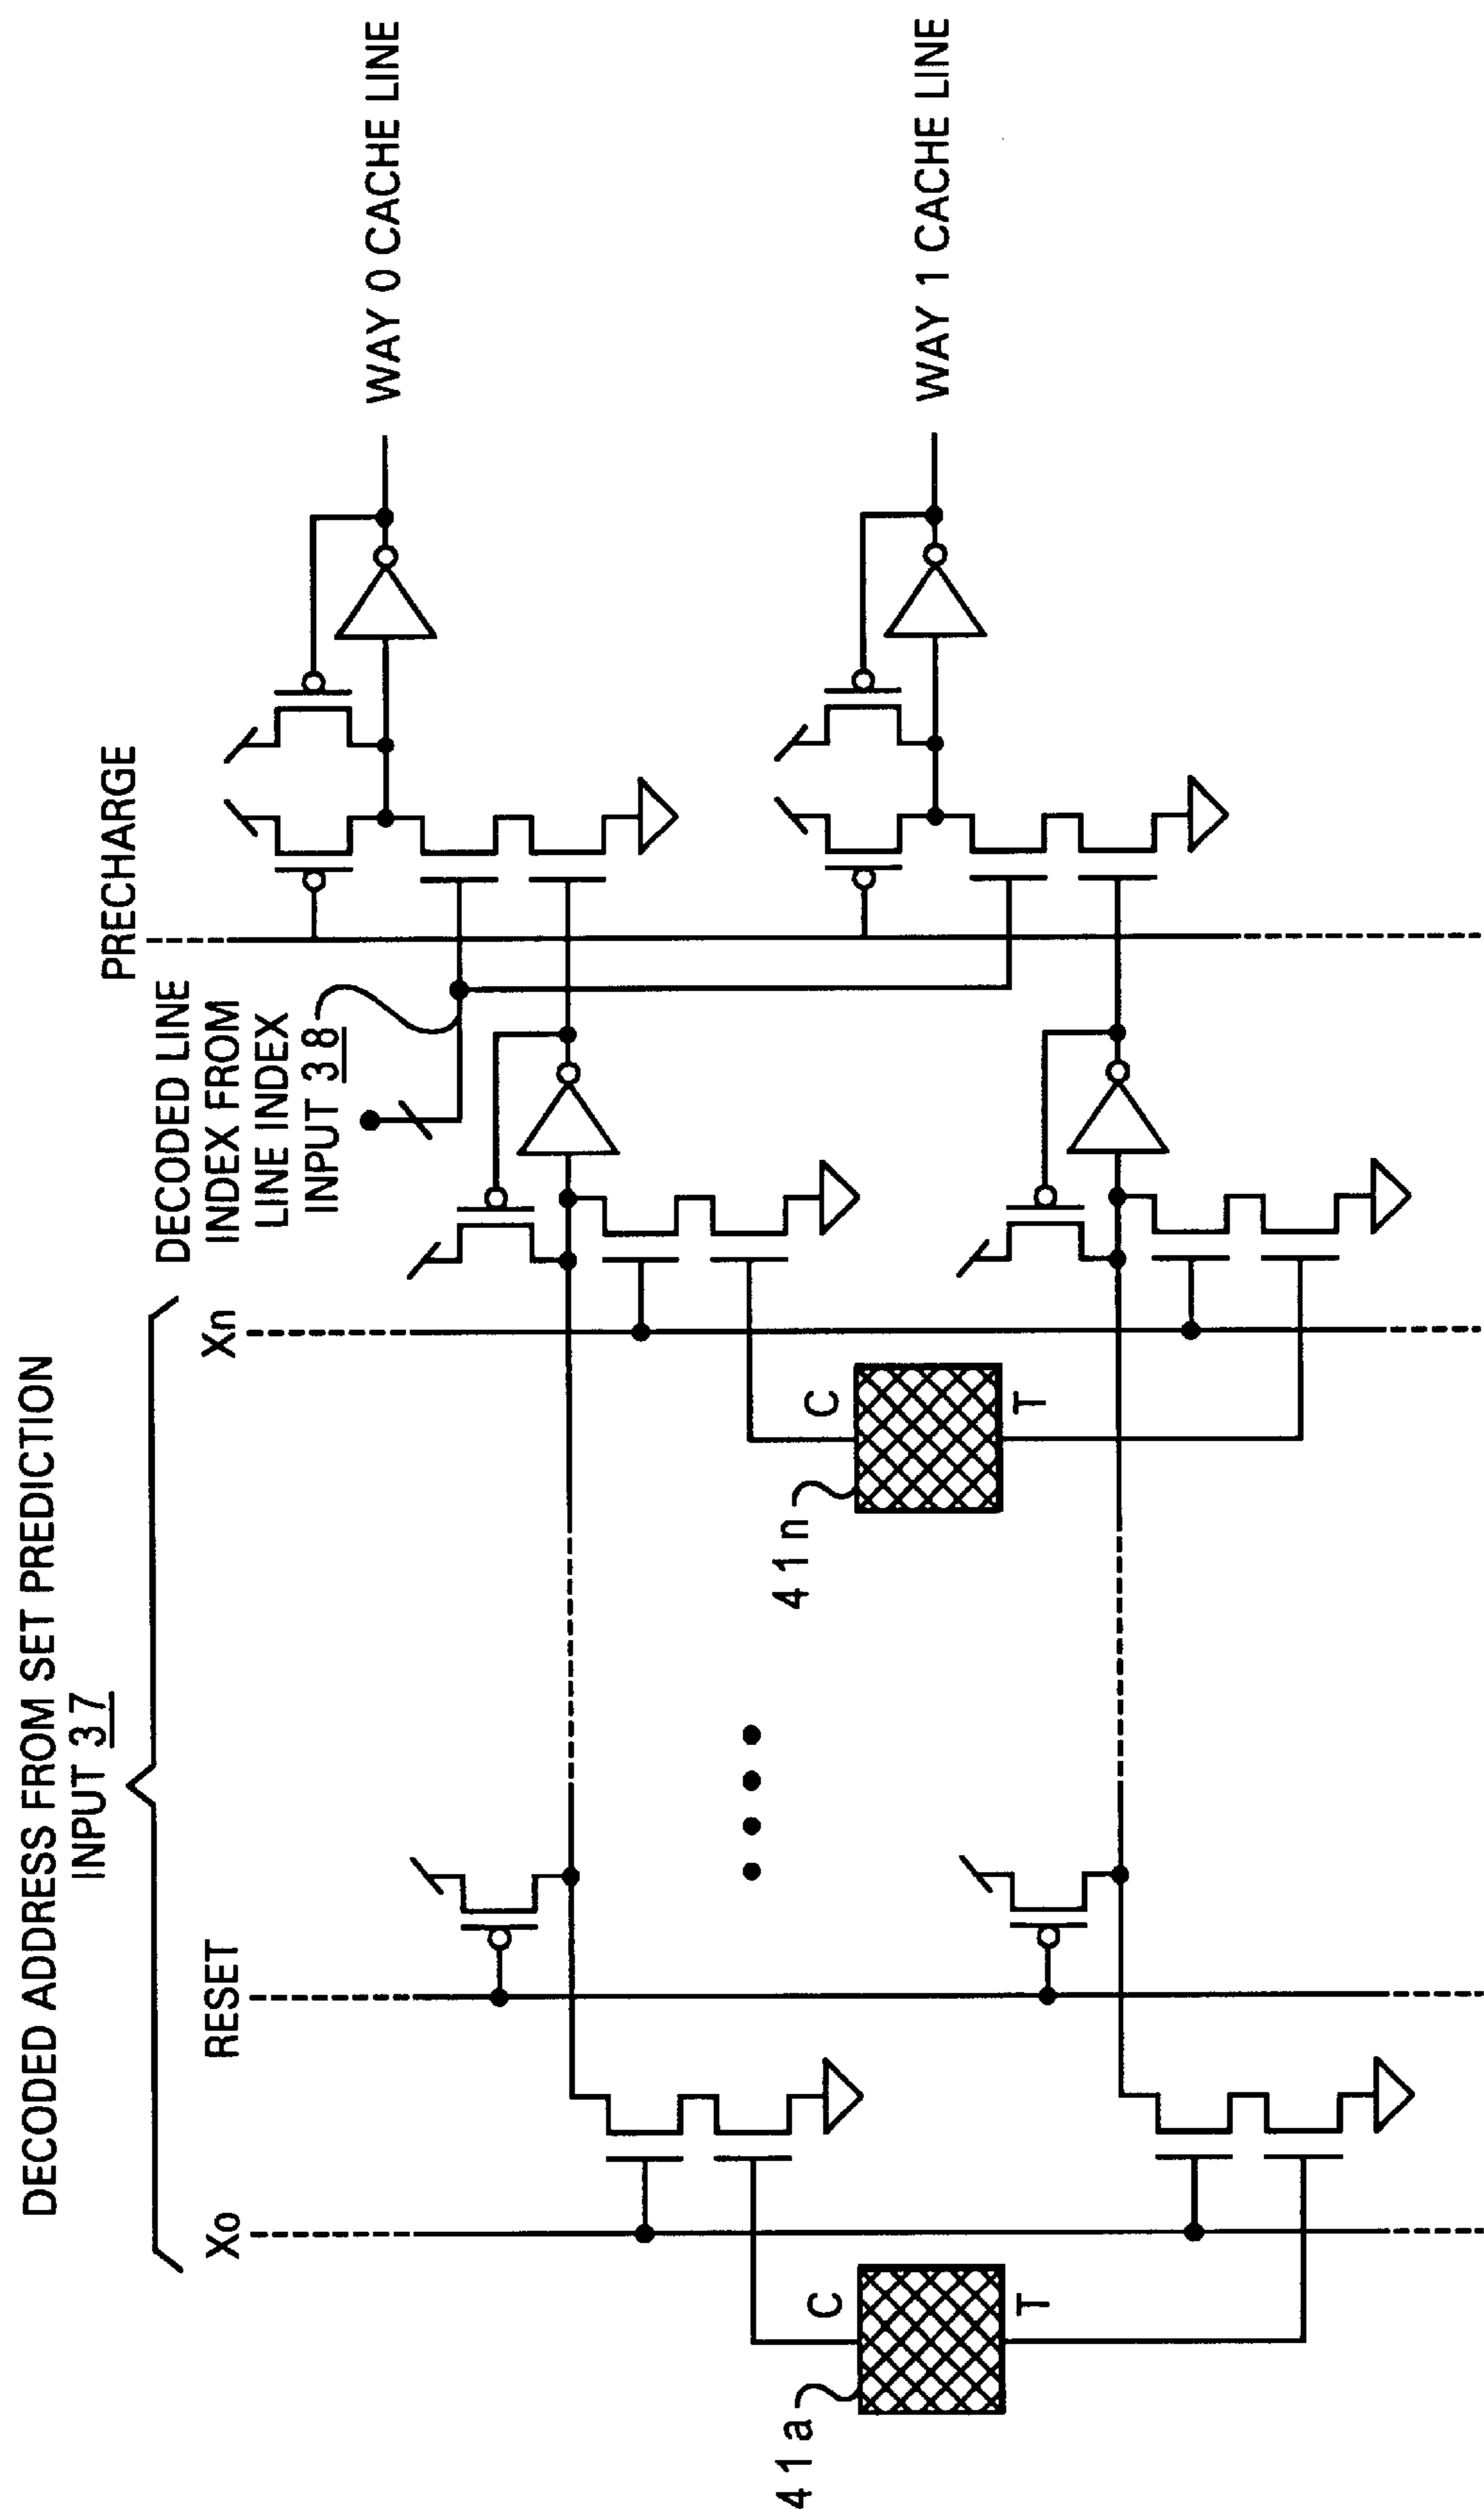 DECODED ADDRESS FROM SET PREDICTION
INPUT 37
Xo
RESET
Xn
DECODED LINE
INDEX FROM
LINE INDEX
INPUT 38
PRECHARGE
WAY 0 CACHE LINE
WAY 1 CACHE LINE
41a
C
T
41n
C
T